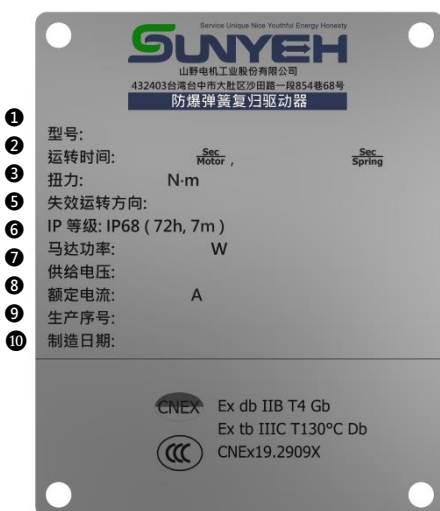 Service Unique Nice Youthful Energy Honesty
SUNYEH
山野电机工业股份有限公司
432403台湾台中市大肚区沙田路一段854巷68号
防爆弹簧复归驱动器
❶
❷
❸
❺
❻
❼
❽
❾
❿
型号:
运转时间: Sec Motor , Sec Spring
扭力: N·m
失效运转方向:
IP 等级: IP68 ( 72h, 7m )
马达功率: W
供给电压:
额定电流: A
生产序号:
制造日期:
CNEX Ex db IIB T4 Gb
Ex tb IIIC T130ºC Db
CCC CNEx19.2909X